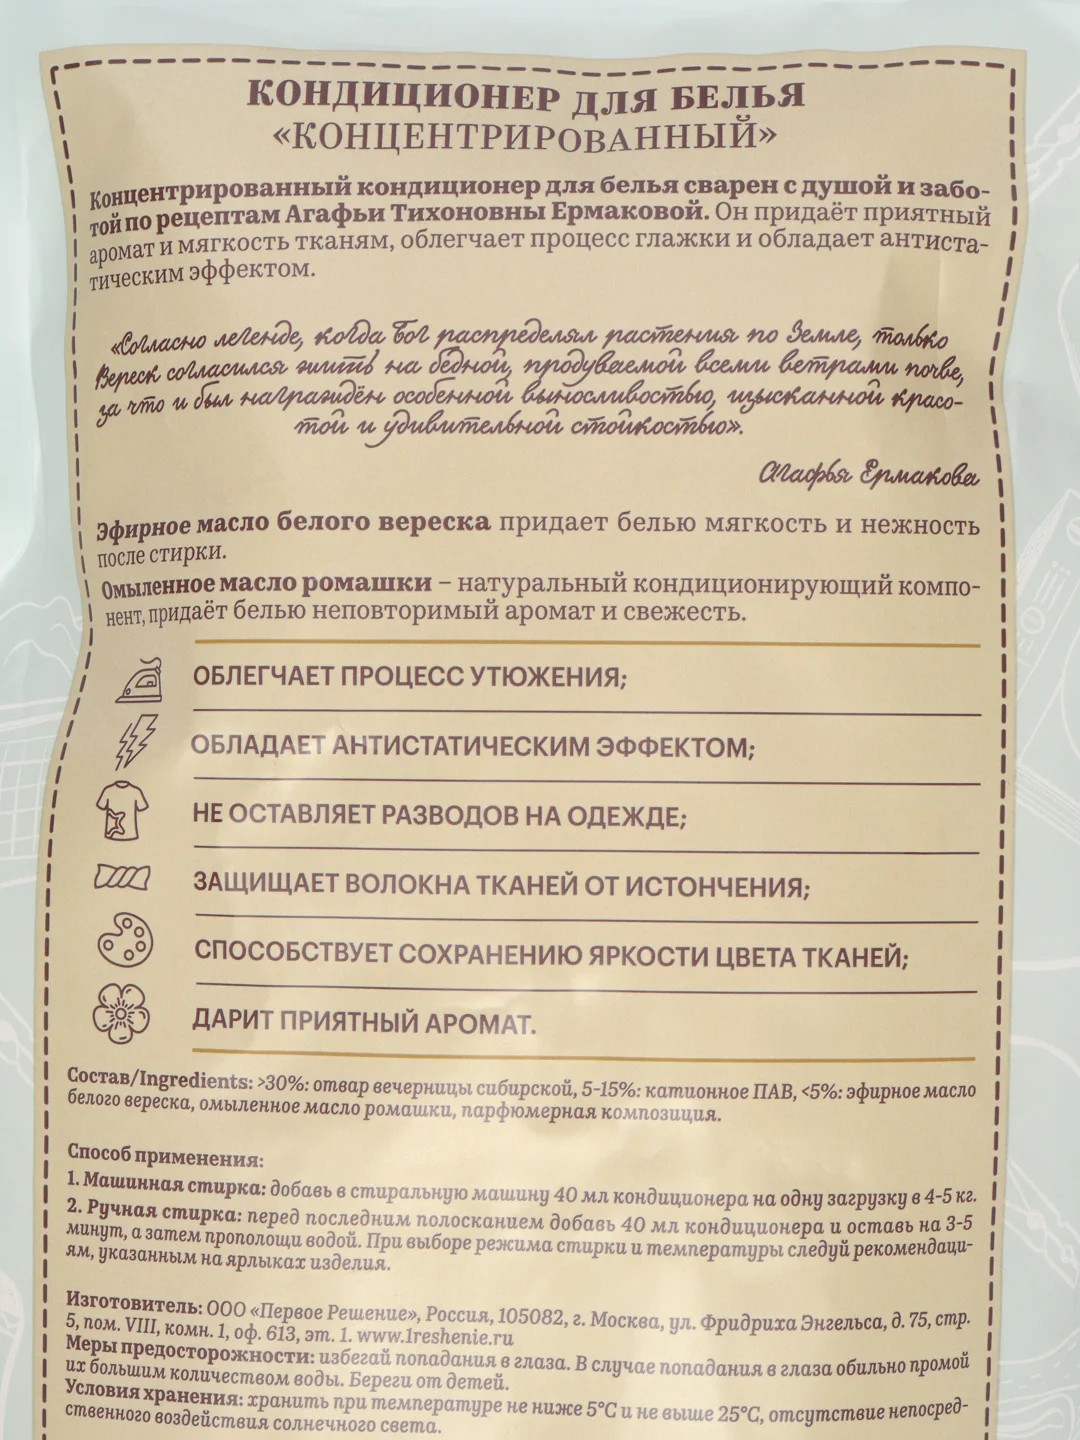 КОНДИЦИОНЕР ДЛЯ БЕЛЬЯ
«КОНЦЕНТРИРОВАННЫЙ»
Концентрированный кондиционер для белья сварен с душой и забо-
той по рецептам Агафьи Тихоновны Ермаковой. Он придаёт приятный
аромат и мягкость тканям, облегчает процесс глажки и обладает антиста-
тическим эффектом.
«Согласно легенде, когда Бог распределял растения по Земле, только
Вереск согласился жить на бедной, продуваемой всеми ветрами почве,
за что и был награждён особенной выносливостью, изысканной красо-
той и удивительной стойкостью».
Агафья Ермакова
Эфирное масло белого вереска придает белью мягкость и нежность
после стирки.
Омыленное масло ромашки – натуральный кондиционирующий компо-
нент, придаёт белью неповторимый аромат и свежесть.
ОБЛЕГЧАЕТ ПРОЦЕСС УТЮЖЕНИЯ;
ОБЛАДАЕТ АНТИСТАТИЧЕСКИМ ЭФФЕКТОМ;
НЕ ОСТАВЛЯЕТ РАЗВОДОВ НА ОДЕЖДЕ;
ЗАЩИЩАЕТ ВОЛОКНА ТКАНЕЙ ОТ ИСТОНЧЕНИЯ;
СПОСОБСТВУЕТ СОХРАНЕНИЮ ЯРКОСТИ ЦВЕТА ТКАНЕЙ;
ДАРИТ ПРИЯТНЫЙ АРОМАТ.
Состав/Ingredients: >30%: отвар вечерницы сибирской, 5-15%: катионное ПАВ, <5%: эфирное масло
белого вереска, омыленное масло ромашки, парфюмерная композиция.
Способ применения:
1. Машинная стирка: добавь в стиральную машину 40 мл кондиционера на одну загрузку в 4-5 кг.
2. Ручная стирка: перед последним полосканием добавь 40 мл кондиционера и оставь на 3-5
минут, а затем прополощи водой. При выборе режима стирки и температуры следуй рекомендаци-
ям, указанным на ярлыках изделия.
Изготовитель: ООО «Первое Решение», Россия, 105082, г. Москва, ул. Фридриха Энгельса, д. 75, стр.
5, пом. VIII, комн. 1, оф. 613, эт. 1. www.1reshenie.ru
Меры предосторожности: избегай попадания в глаза. В случае попадания в глаза обильно промой
их большим количеством воды. Береги от детей.
Условия хранения: хранить при температуре не ниже 5°С и не выше 25°С, отсутствие непосред-
ственного воздействия солнечного света.